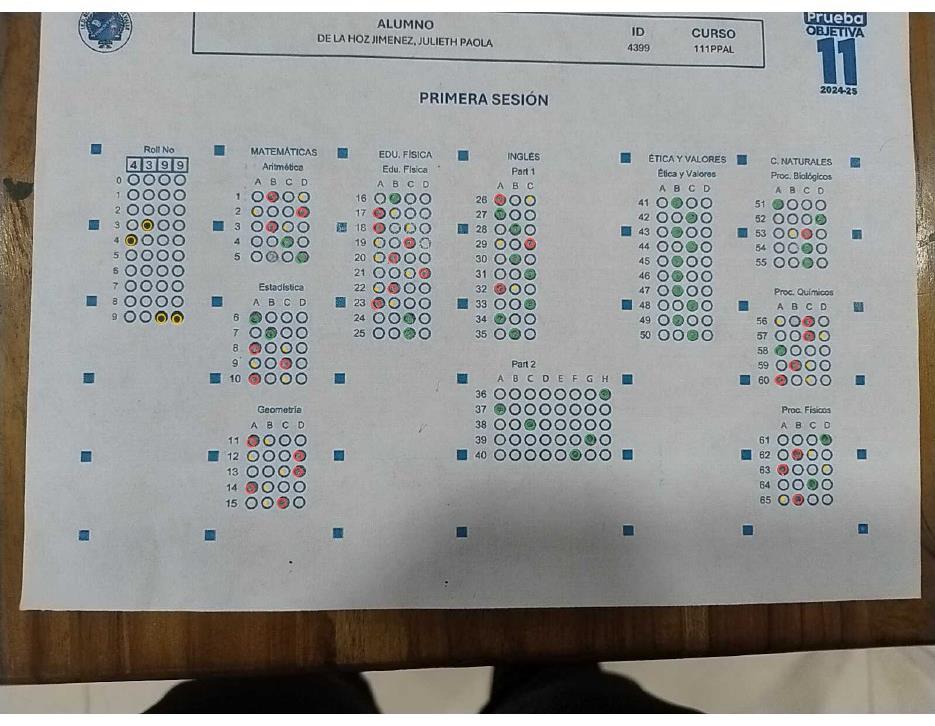 ALUMNO
DE LA HOZ JIMENEZ, JULIETH PAOLA
ID
4399
CURSO
111PPAL
Prueba
OBJETIVA
11
2024-25
PRIMERA SESIÓN
Roll No
4 3 9 9
0
1
2
3
4
5
6
7
8
9
MATEMÁTICAS
Aritmética
A B C D
1
2
3
4
5
Estadística
A B C D
6
7
8
9
10
Geometría
A B C D
11
12
13
14
15
EDU. FÍSICA
Edu. Física
A B C D
16
17
18
19
20
21
22
23
24
25
INGLÉS
Part 1
A B C
26
27
28
29
30
31
32
33
34
35
Part 2
A B C D E F G H
36
37
38
39
40
ÉTICA Y VALORES
Ética y Valores
A B C D
41
42
43
44
45
46
47
48
49
50
C. NATURALES
Proc. Biológicos
A B C D
51
52
53
54
55
Proc. Químicos
A B C D
56
57
58
59
60
Proc. Físicos
A B C D
61
62
63
64
65